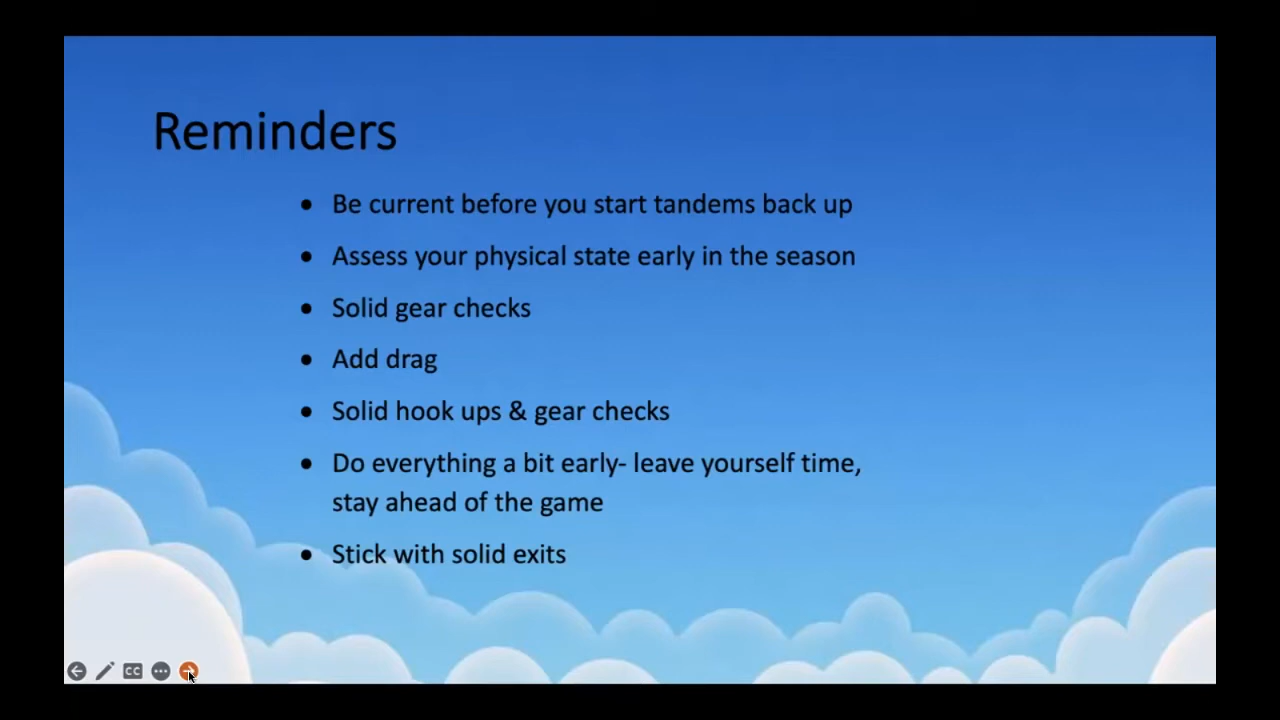 Reminders
• Be current before you start tandems back up
• Assess your physical state early in the season
• Solid gear checks
• Add drag
• Solid hook ups & gear checks
• Do everything a bit early- leave yourself time,
stay ahead of the game
• Stick with solid exits
CC